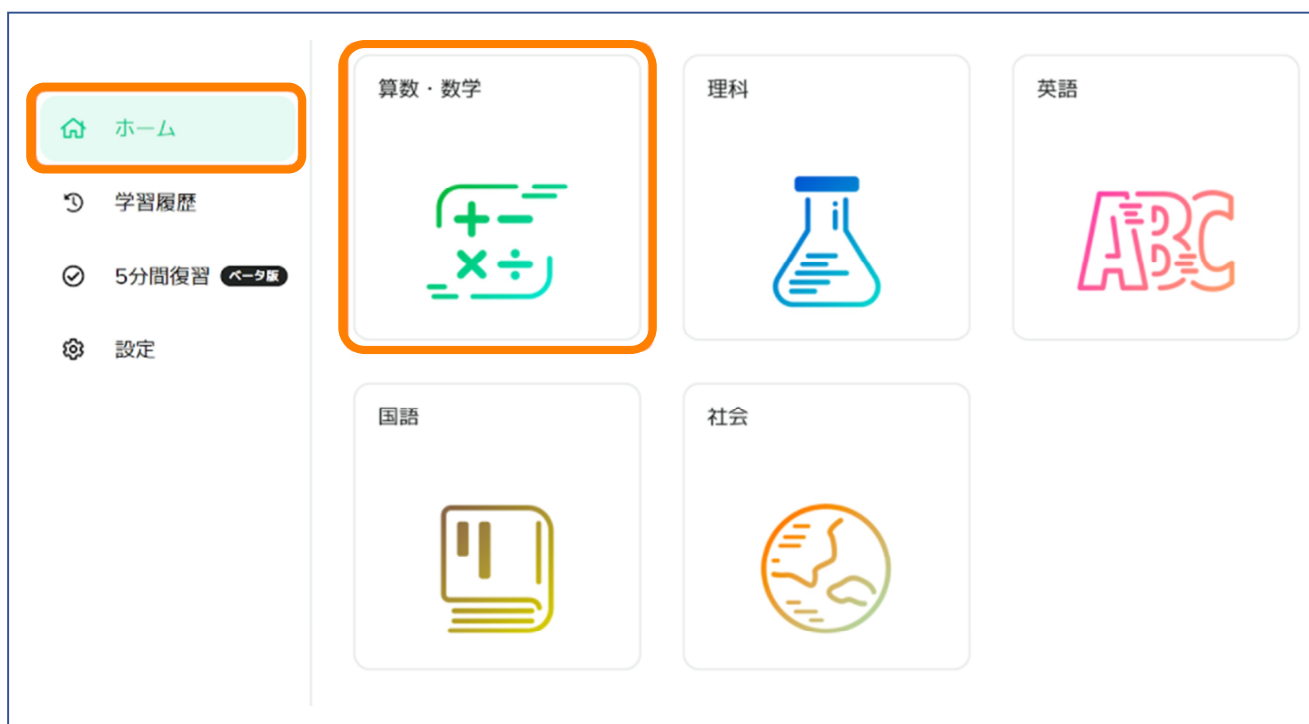 ホーム
学習履歴
5分間復習 ベータ版
設定
算数・数学
理科
英語
ABC
国語
社会